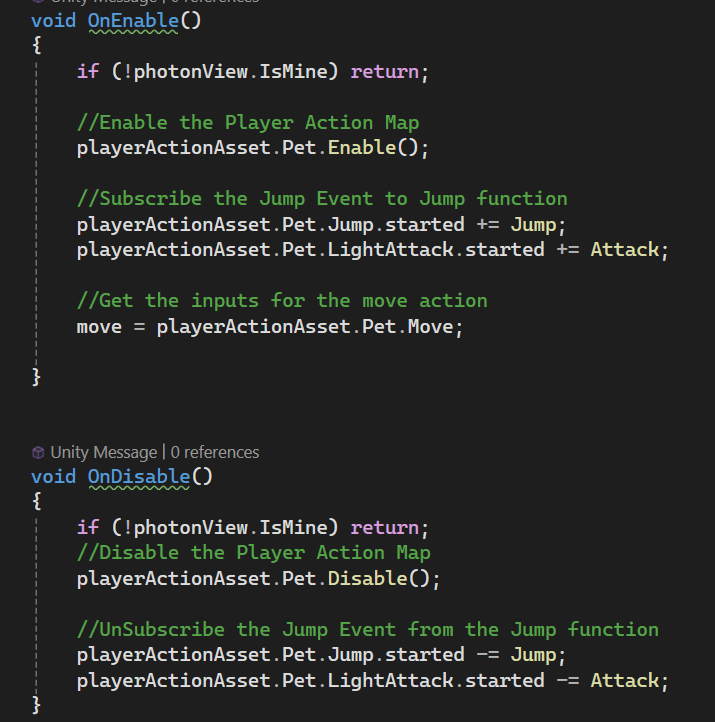 Unity Message | 0 references
void OnEnable()
{
if (!photonView.IsMine) return;
//Enable the Player Action Map
playerActionAsset.Pet.Enable();
//Subscribe the Jump Event to Jump function
playerActionAsset.Pet.Jump.started += Jump;
playerActionAsset.Pet.LightAttack.started += Attack;
//Get the inputs for the move action
move = playerActionAsset.Pet.Move;
}
Unity Message | 0 references
void OnDisable()
{
if (!photonView.IsMine) return;
//Disable the Player Action Map
playerActionAsset.Pet.Disable();
//UnSubscribe the Jump Event from the Jump function
playerActionAsset.Pet.Jump.started -= Jump;
playerActionAsset.Pet.LightAttack.started -= Attack;
}